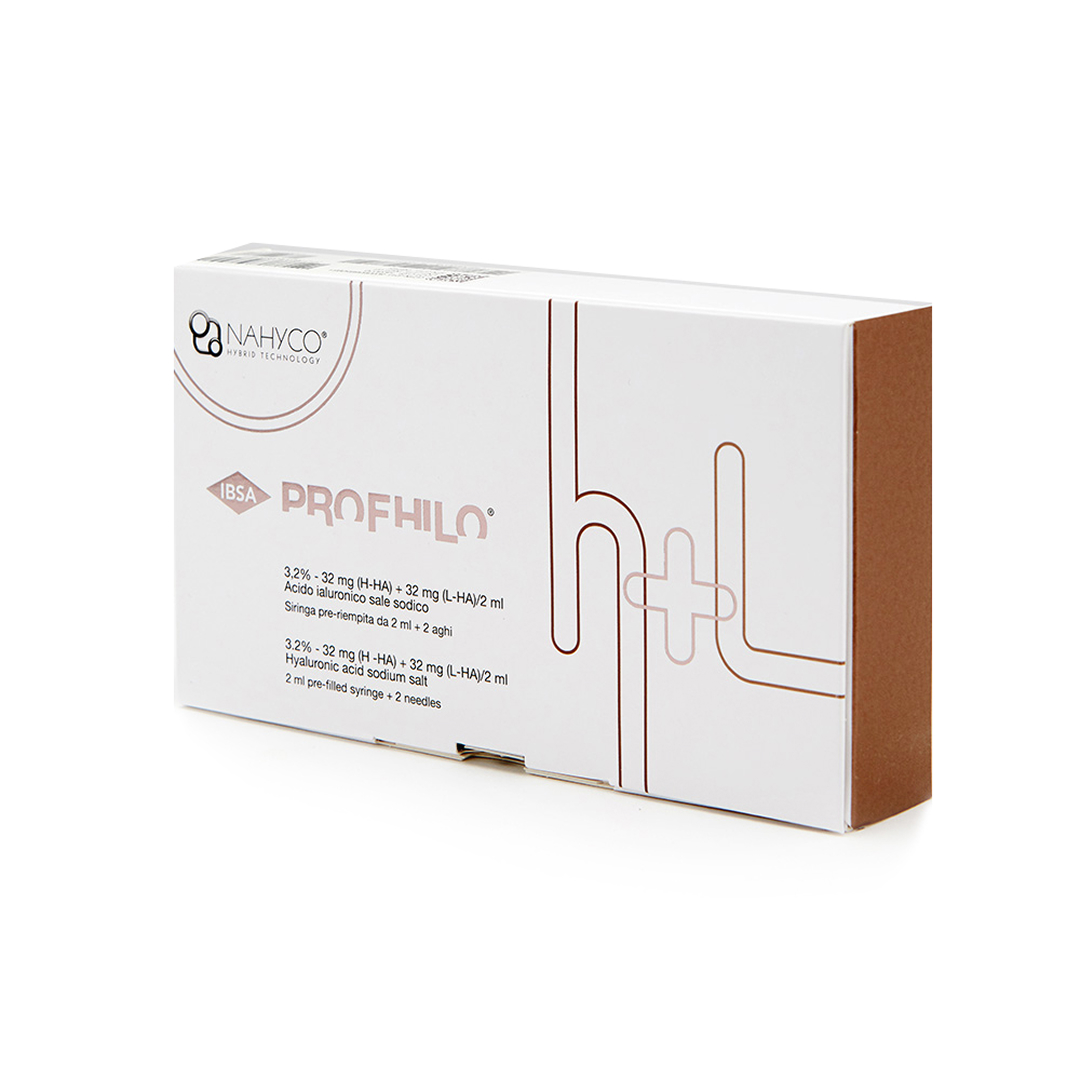 NAHYCO®
HYBRID TECHNOLOGY
IBSA PROFHILO®
3,2% - 32 mg (H-HA) + 32 mg (L-HA)/2 ml
Acido ialuronico sale sodico
Siringa pre-riempita da 2 ml + 2 aghi
3.2% - 32 mg (H -HA) + 32 mg (L-HA)/2 ml
Hyaluronic acid sodium salt
2 ml pre-filled syringe + 2 needles
h+L